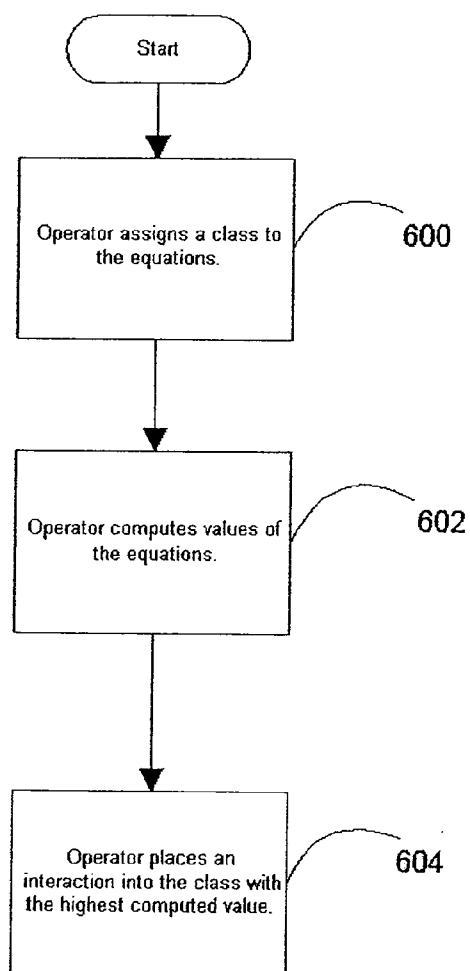 Start
Operator assigns a class to
the equations.
600
Operator computes values of
the equations.
602
Operator places an
interaction into the class with
the highest computed value.
604